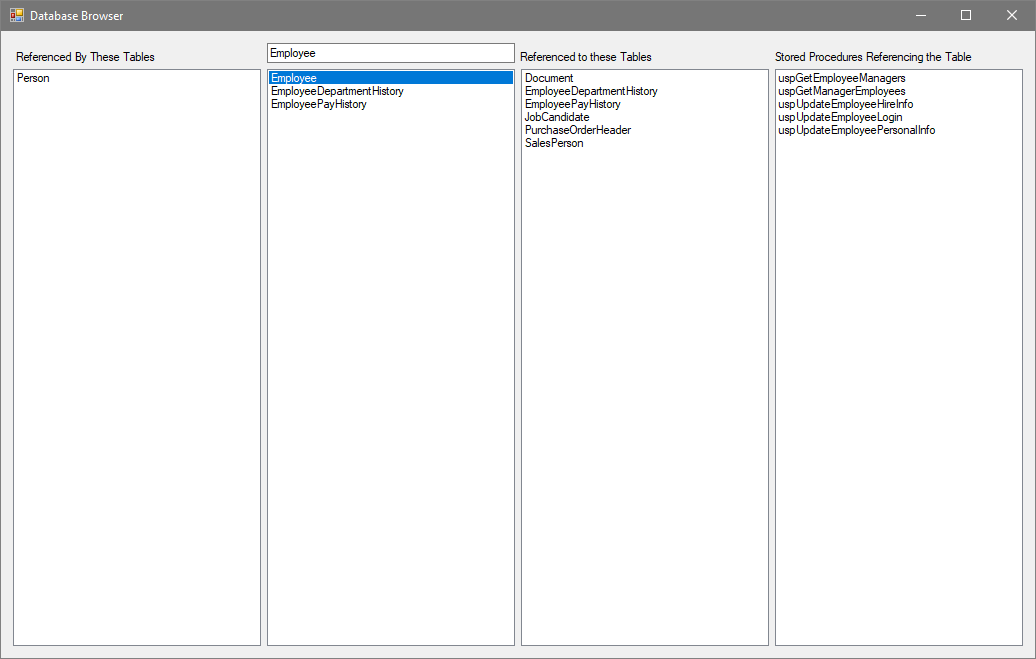 Database Browser
Referenced By These Tables
Person
Employee
Employee
EmployeeDepartmentHistory
EmployeePayHistory
Referenced to these Tables
Document
EmployeeDepartmentHistory
EmployeePayHistory
JobCandidate
PurchaseOrderHeader
SalesPerson
Stored Procedures Referencing the Table
uspGetEmployeeManagers
uspGetManagerEmployees
uspUpdateEmployeeHireInfo
uspUpdateEmployeeLogin
uspUpdateEmployeePersonalInfo